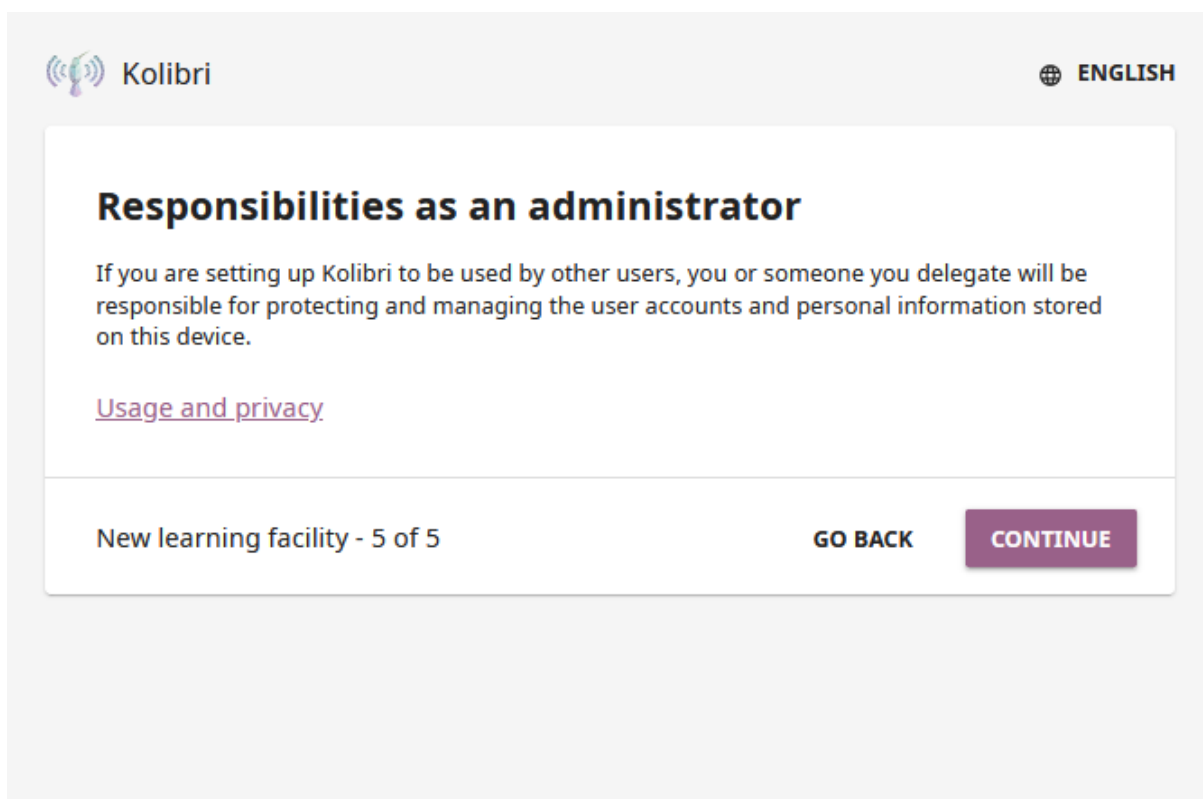 Kolibri
ENGLISH
Responsibilities as an administrator
If you are setting up Kolibri to be used by other users, you or someone you delegate will be
responsible for protecting and managing the user accounts and personal information stored
on this device.
Usage and privacy
New learning facility - 5 of 5
GO BACK
CONTINUE